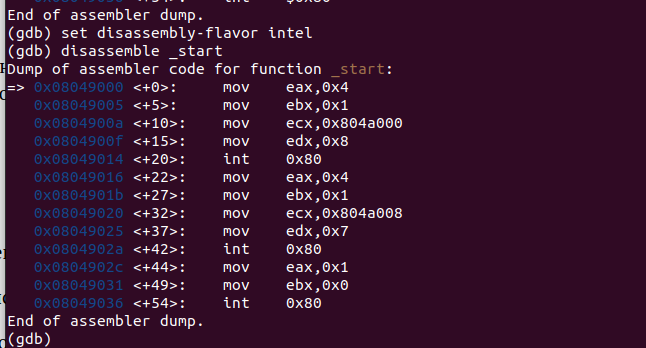 End of assembler dump.
(gdb) set disassembly-flavor intel
(gdb) disassemble _start
Dump of assembler code for function _start:
=> 0x08049000 <+0>:     mov    eax,0x4
   0x08049005 <+5>:     mov    ebx,0x1
   0x0804900a <+10>:    mov    ecx,0x804a000
   0x0804900f <+15>:    mov    edx,0x8
   0x08049014 <+20>:    int    0x80
   0x08049016 <+22>:    mov    eax,0x4
   0x0804901b <+27>:    mov    ebx,0x1
   0x08049020 <+32>:    mov    ecx,0x804a008
   0x08049025 <+37>:    mov    edx,0x7
   0x0804902a <+42>:    int    0x80
   0x0804902c <+44>:    mov    eax,0x1
   0x08049031 <+49>:    mov    ebx,0x0
   0x08049036 <+54>:    int    0x80
End of assembler dump.
(gdb)